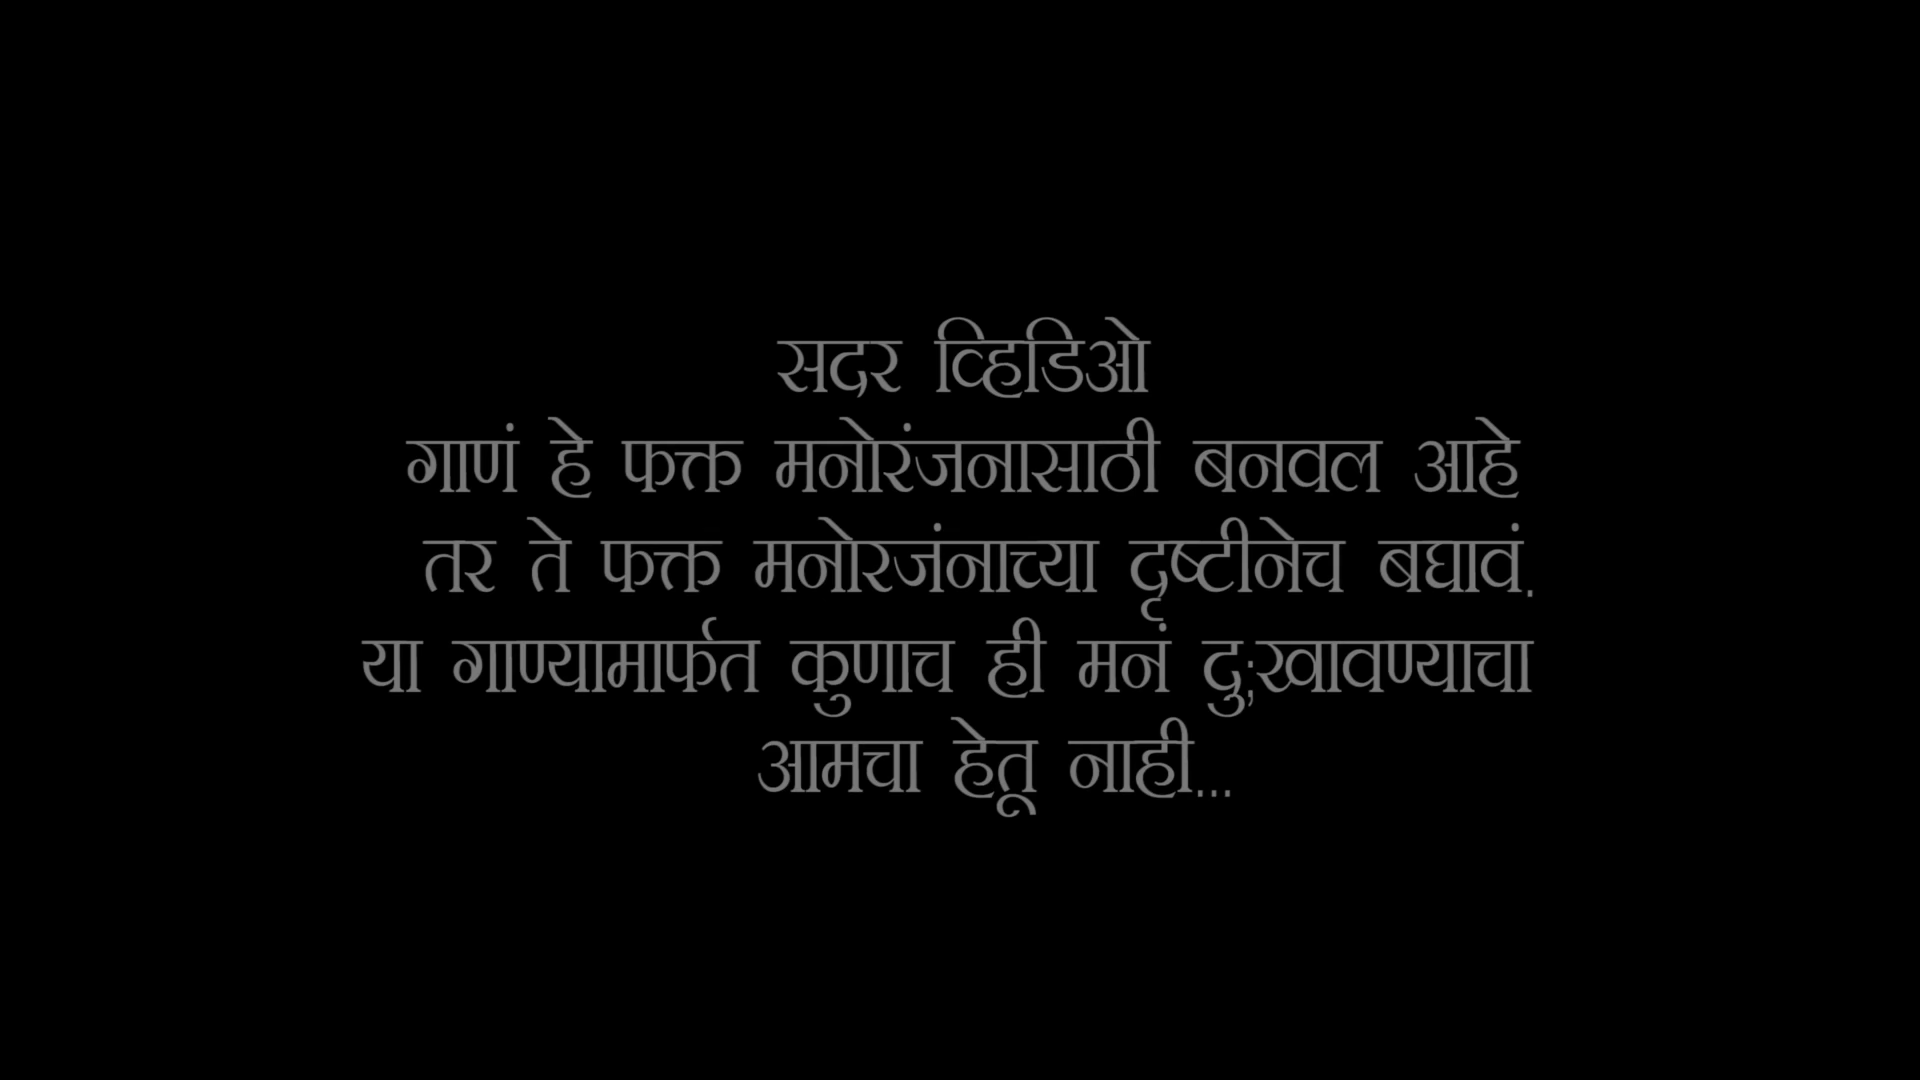 सदर व्हिडिओ
गाणं हे फक्त मनोरंजनासाठी बनवल आहे
तर ते फक्त मनोरजंनाच्या दृष्टीनेच बघावं.
या गाण्यामार्फत कुणाच ही मनं दु;खावण्याचा
आमचा हेतू नाही...